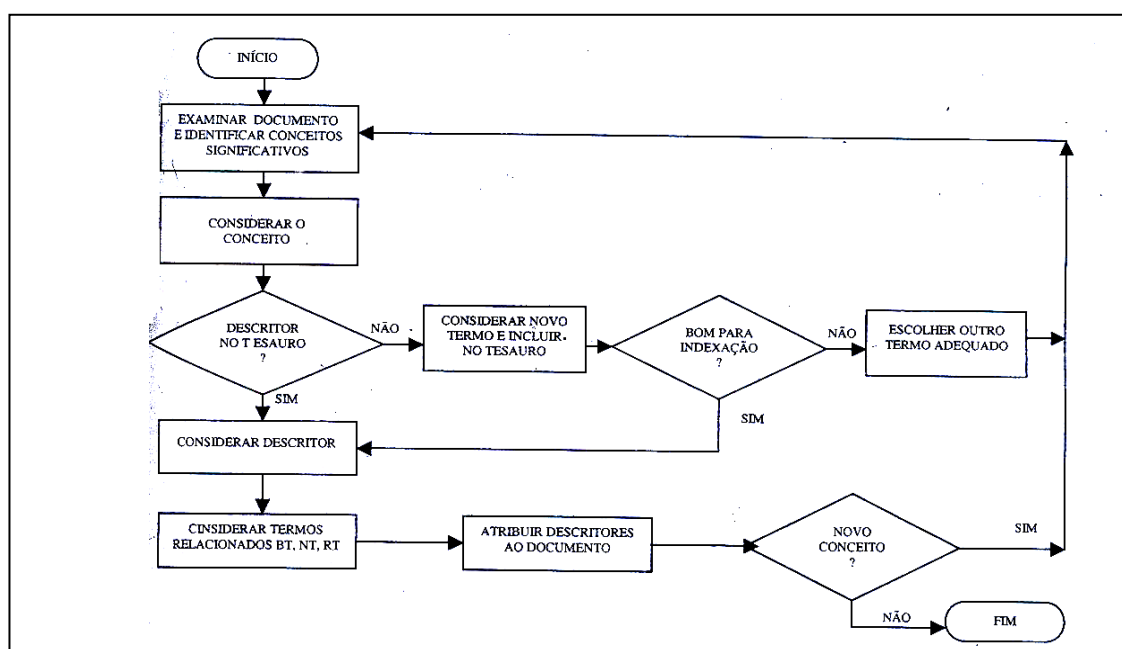 INÍCIO
EXAMINAR DOCUMENTO
E IDENTIFICAR CONCEITOS
SIGNIFICATIVOS
CONSIDERAR O
CONCEITO
DESCRITOR
NO T ESAURO
?
NÃO
SIM
CONSIDERAR NOVO
TERMO E INCLUIR
NO TESAURO
BOM PARA
INDEXAÇÃO
?
NÃO
SIM
ESCOLHER OUTRO
TERMO ADEQUADO
CONSIDERAR DESCRITOR
CINSIDERAR TERMOS
RELACIONADOS BT, NT, RT
ATRIBUIR DESCRITORES
AO DOCUMENTO
NOVO
CONCEITO
?
SIM
NÃO
FIM